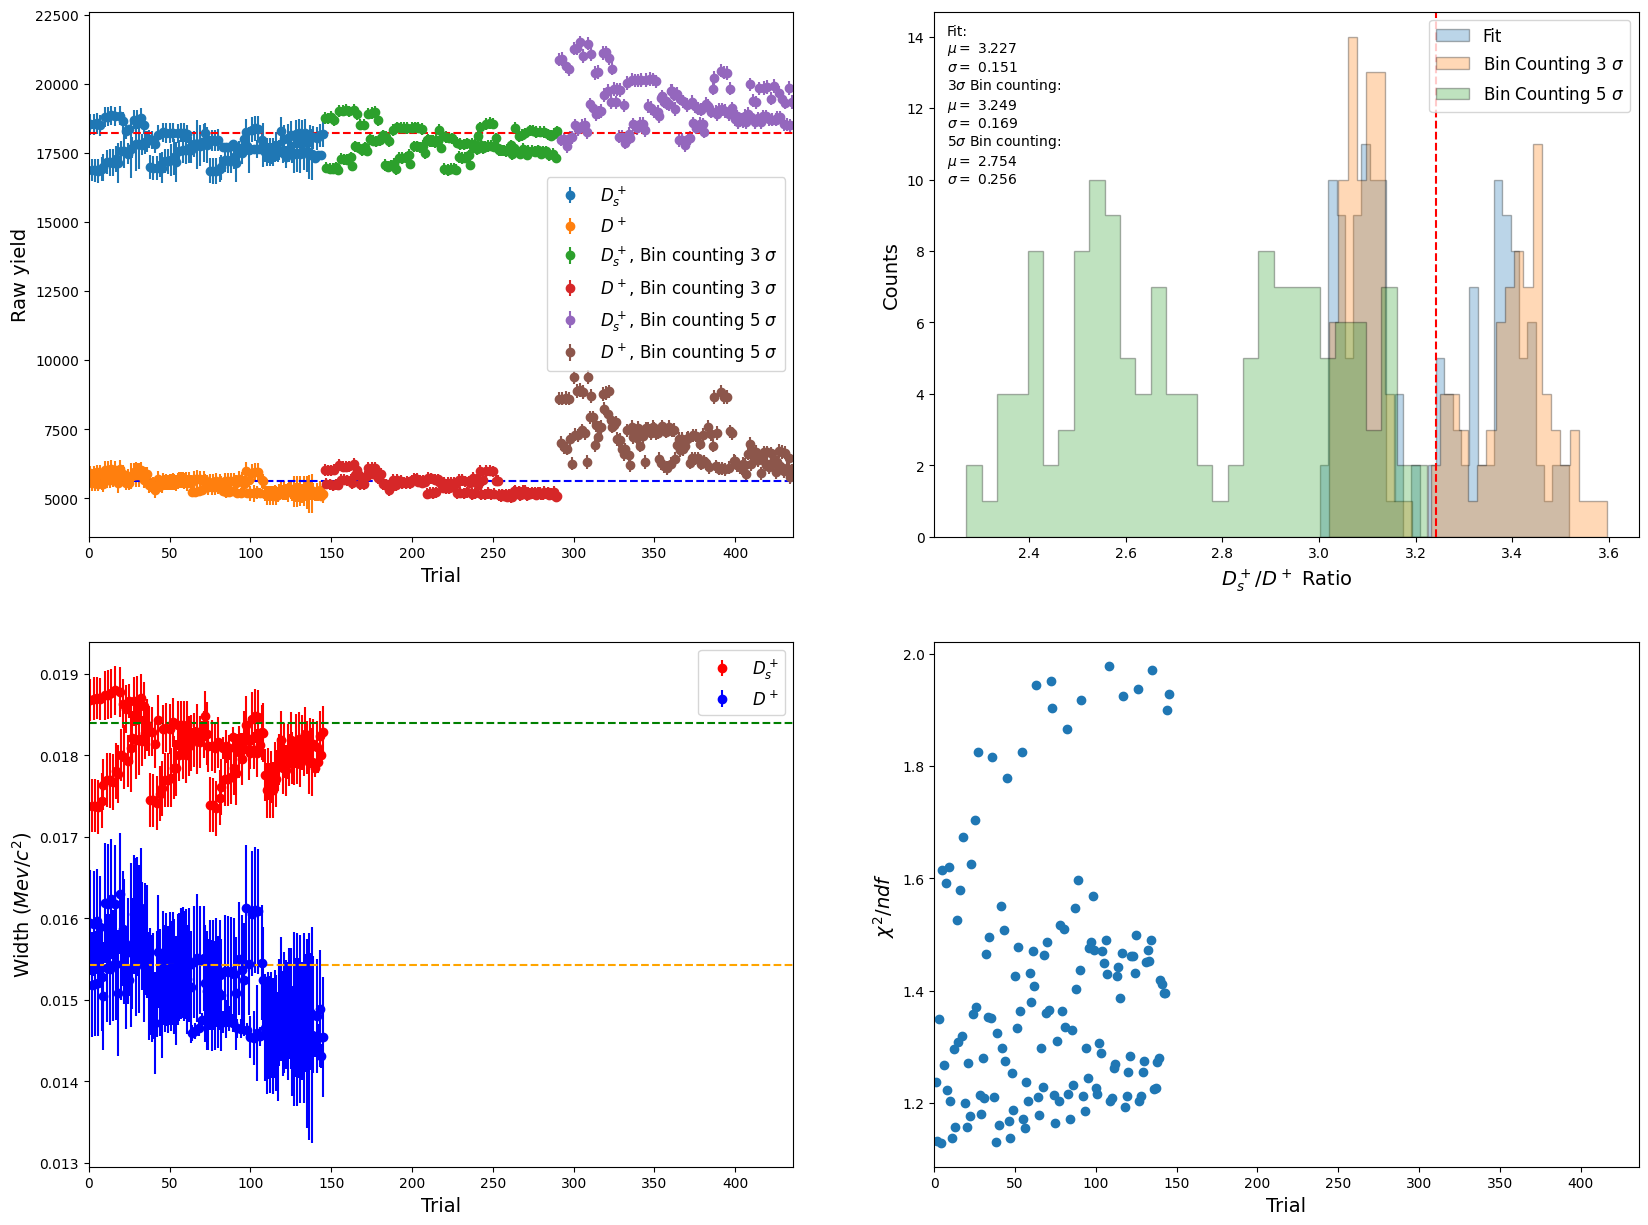 22500
20000
17500
15000
12500
10000
7500
5000
Raw yield
0
50
100
150
200
250
300
350
400
Trial
$D_s^+$
$D^+$
$D_s^+$, Bin counting 3 σ
$D^+$, Bin counting 3 σ
$D_s^+$, Bin counting 5 σ
$D^+$, Bin counting 5 σ
14
12
10
8
6
4
2
0
Counts
2.4
2.6
2.8
3.0
3.2
3.4
3.6
$D_s^+/D^+$ Ratio
Fit:
μ = 3.227
σ = 0.151
3σ Bin counting:
μ = 3.249
σ = 0.169
5σ Bin counting:
μ = 2.754
σ = 0.256
Fit
Bin Counting 3 σ
Bin Counting 5 σ
0.019
0.018
0.017
0.016
0.015
0.014
0.013
Width ($Mev/c^2$)
0
50
100
150
200
250
300
350
400
Trial
$D_s^+$
$D^+$
2.0
1.8
1.6
1.4
1.2
$χ^2/ndf$
0
50
100
150
200
250
300
350
400
Trial